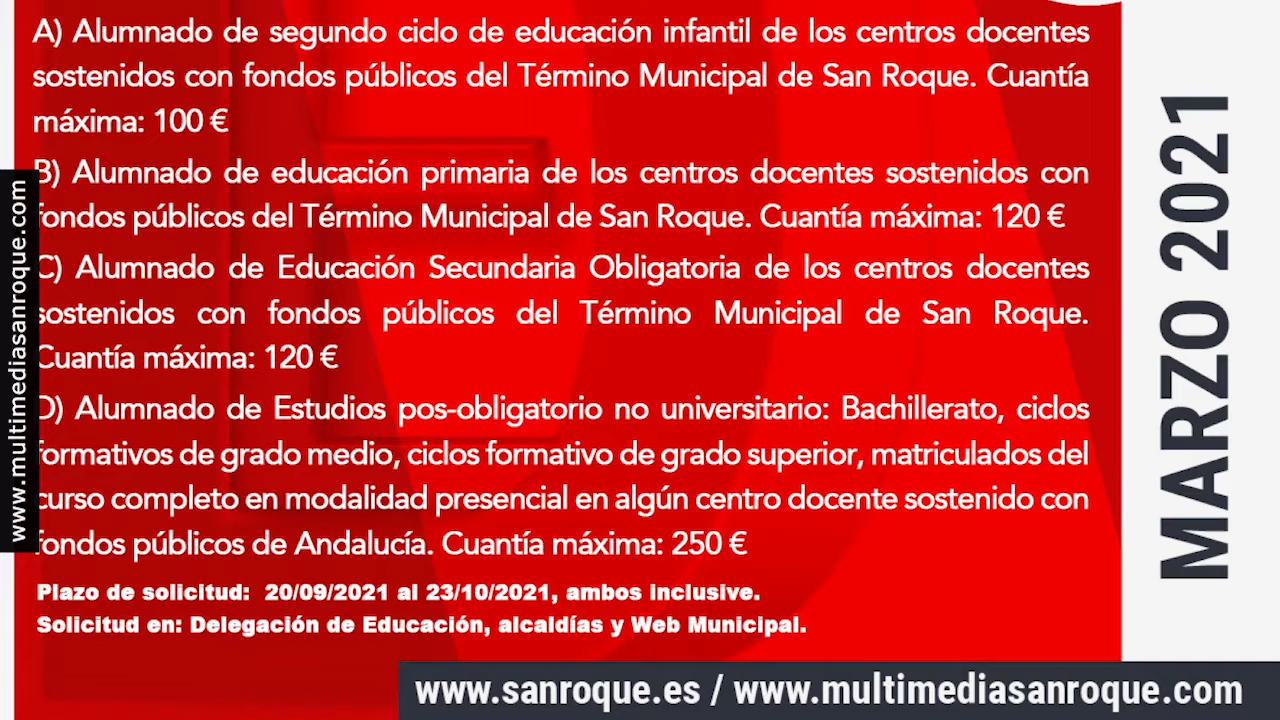 A) Alumnado de segundo ciclo de educación infantil de los centros docentes
sostenidos con fondos públicos del Término Municipal de San Roque. Cuantía
máxima: 100 €
B) Alumnado de educación primaria de los centros docentes sostenidos con
fondos públicos del Término Municipal de San Roque. Cuantía máxima: 120 €
C) Alumnado de Educación Secundaria Obligatoria de los centros docentes
sostenidos con fondos públicos del Término Municipal de San Roque.
Cuantía máxima: 120 €
D) Alumnado de Estudios pos-obligatorio no universitario: Bachillerato, ciclos
formativos de grado medio, ciclos formativo de grado superior, matriculados del
curso completo en modalidad presencial en algún centro docente sostenido con
fondos públicos de Andalucía. Cuantía máxima: 250 €
Plazo de solicitud: 20/09/2021 al 23/10/2021, ambos inclusive.
Solicitud en: Delegación de Educación, alcaldías y Web Municipal.
www.multimediasanroque.com
MARZO 2021
www.sanroque.es / www.multimediasanroque.com